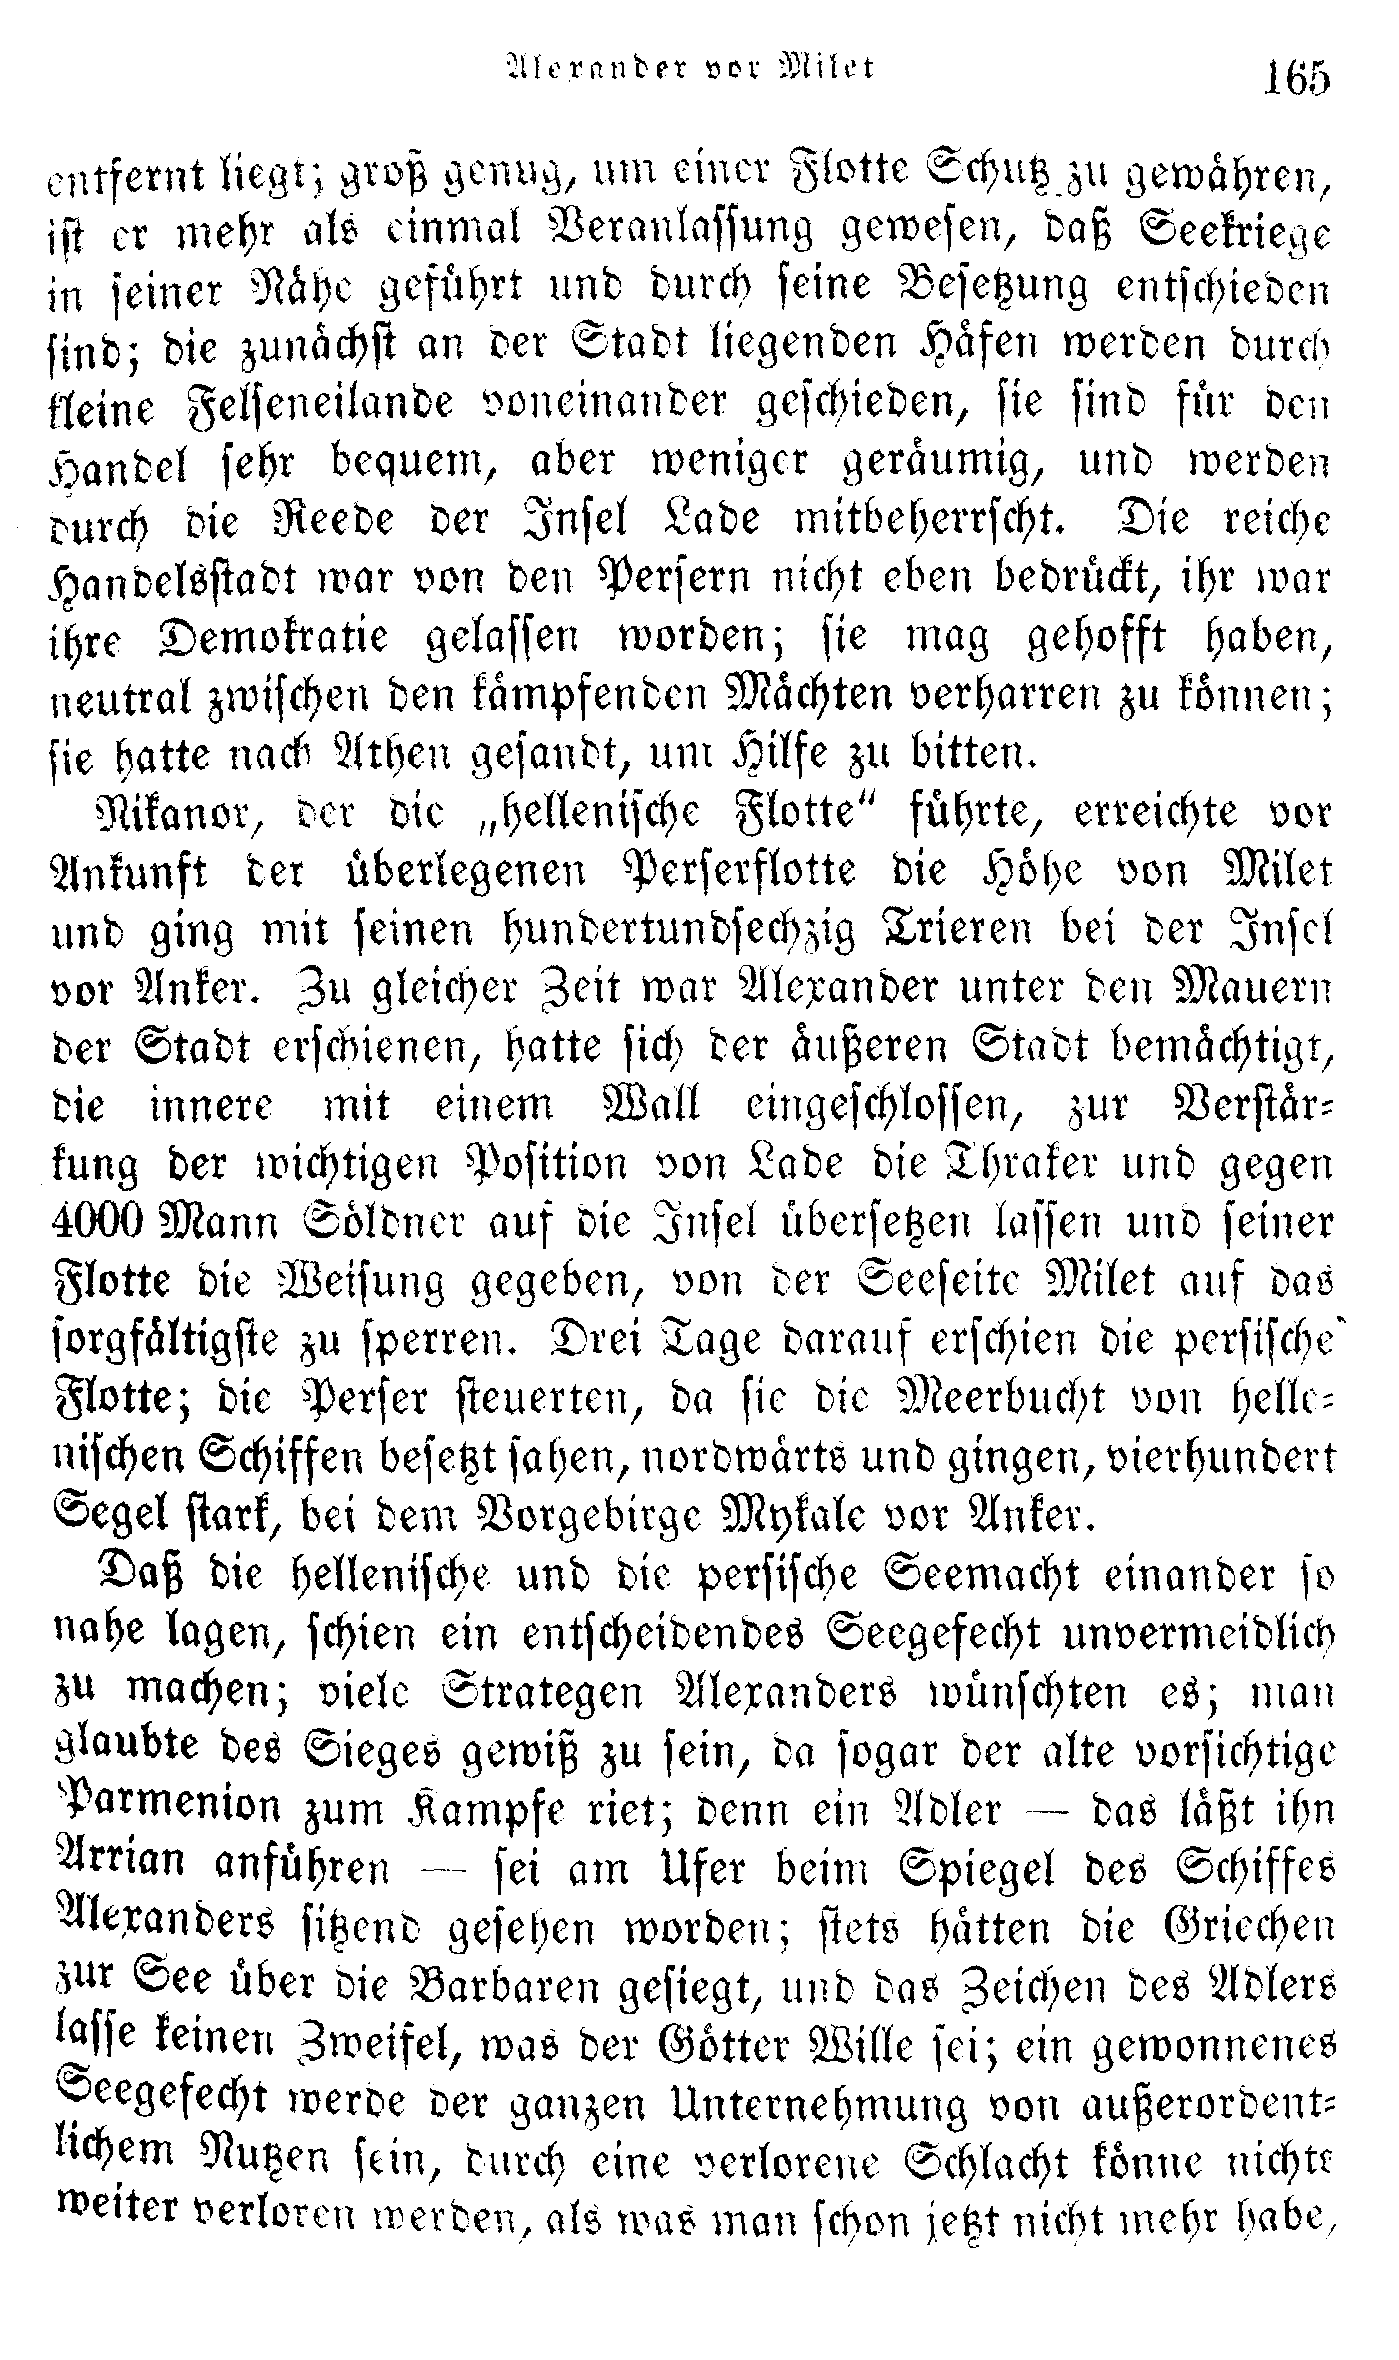 Alexander vor Milet
165
entfernt liegt; groß genug, um einer Flotte Schutz zu gewähren,
ist er mehr als einmal Veranlassung gewesen, daß Seekriege
in seiner Nähe geführt und durch seine Besetzung entschieden
sind; die zunächst an der Stadt liegenden Häfen werden durch
kleine Felseneilande voneinander geschieden, sie sind für den
Handel sehr bequem, aber weniger geräumig, und werden
durch die Reede der Insel Lade mitbeherrscht. Die reiche
Handelsstadt war von den Persern nicht eben bedrückt, ihr war
ihre Demokratie gelassen worden; sie mag gehofft haben,
neutral zwischen den kämpfenden Mächten verharren zu können;
sie hatte nach Athen gesandt, um Hilfe zu bitten.
Nikanor, der die „hellenische Flotte“ führte, erreichte vor
Ankunft der überlegenen Perserflotte die Höhe von Milet
und ging mit seinen hundertundsechzig Trieren bei der Insel
vor Anker. Zu gleicher Zeit war Alexander unter den Mauern
der Stadt erschienen, hatte sich der äußeren Stadt bemächtigt,
die innere mit einem Wall eingeschlossen, zur Verstär-
kung der wichtigen Position von Lade die Thraker und gegen
4000 Mann Söldner auf die Insel übersetzen lassen und seiner
Flotte die Weisung gegeben, von der Seeseite Milet auf das
sorgfältigste zu sperren. Drei Tage darauf erschien die persische
Flotte; die Perser steuerten, da sie die Meerbucht von helle-
nischen Schiffen besetzt sahen, nordwärts und gingen, vierhundert
Segel stark, bei dem Vorgebirge Mykale vor Anker.
Daß die hellenische und die persische Seemacht einander so
nahe lagen, schien ein entscheidendes Seegefecht unvermeidlich
zu machen; viele Strategen Alexanders wünschten es; man
glaubte des Sieges gewiß zu sein, da sogar der alte vorsichtige
Parmenion zum Kampfe riet; denn ein Adler — das läßt ihn
Arrian anführen — sei am Ufer beim Spiegel des Schiffes
Alexanders sitzend gesehen worden; stets hätten die Griechen
zur See über die Barbaren gesiegt, und das Zeichen des Adlers
lasse keinen Zweifel, was der Götter Wille sei; ein gewonnenes
Seegefecht werde der ganzen Unternehmung von außerordent-
lichem Nutzen sein, durch eine verlorene Schlacht könne nichts
weiter verloren werden, als was man schon jetzt nicht mehr habe,